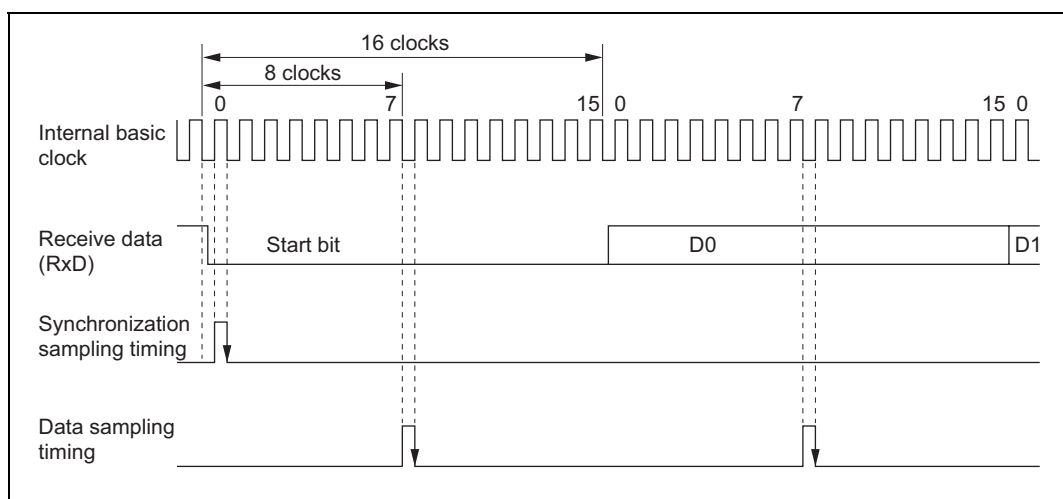 16 clocks
8 clocks
0 7 15 0 7 15 0
Internal basic
clock
Receive data
(RxD)
Start bit D0 D1
Synchronization
sampling timing
Data sampling
timing